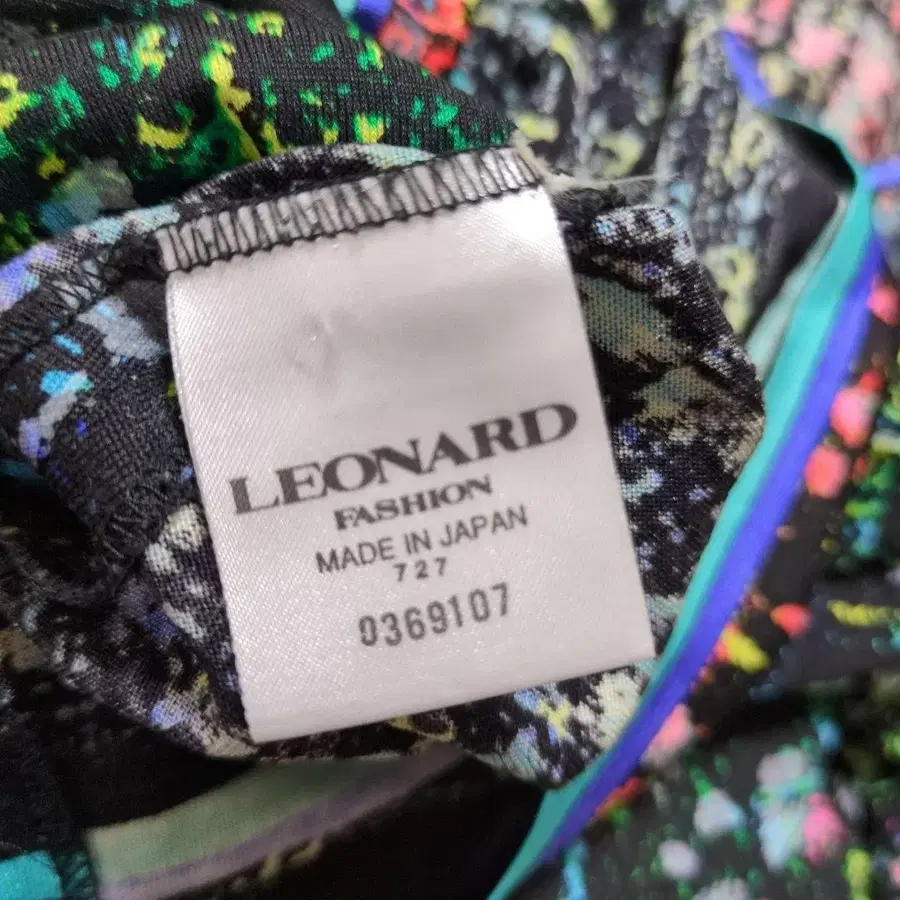 LEONARD
FASHION
MADE IN JAPAN
727
0369107